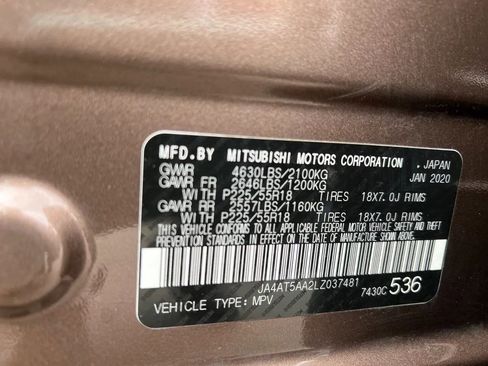 MFD.BY MITSUBISHI MOTORS CORPORATION , JAPAN
GVWR 4630LBS/2100KG JAN 2020
GAWR FR 2646LBS/1200KG
WITH P225/55R18 TIRES 18X7.0J RIMS
GAWR RR 2557LBS/1160KG
WITH P225/55R18 TIRES 18X7.0J RIMS
THIS VEHICLE CONFORMS TO ALL APPLICABLE U.S. FEDERAL MOTOR VEHICLE SAFETY AND THEFT
PREVENTION STANDARDS IN EFFECT ON THE DATE OF MANUFACTURE SHOWN ABOVE.
JA4AT5AA2LZ037481
7430C 536
VEHICLE TYPE: MPV